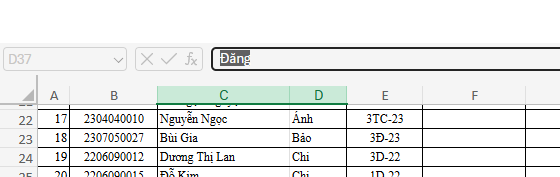 D37 fx Đăng
A B C D E F
22 17 2304040010 Nguyễn Ngọc Ánh 3TC-23
23 18 2307050027 Bùi Gia Bảo 3Đ-23
24 19 2206090012 Dương Thị Lan Chi 3D-22
25 20 2206090015 Đỗ Kim Chi 1D-22